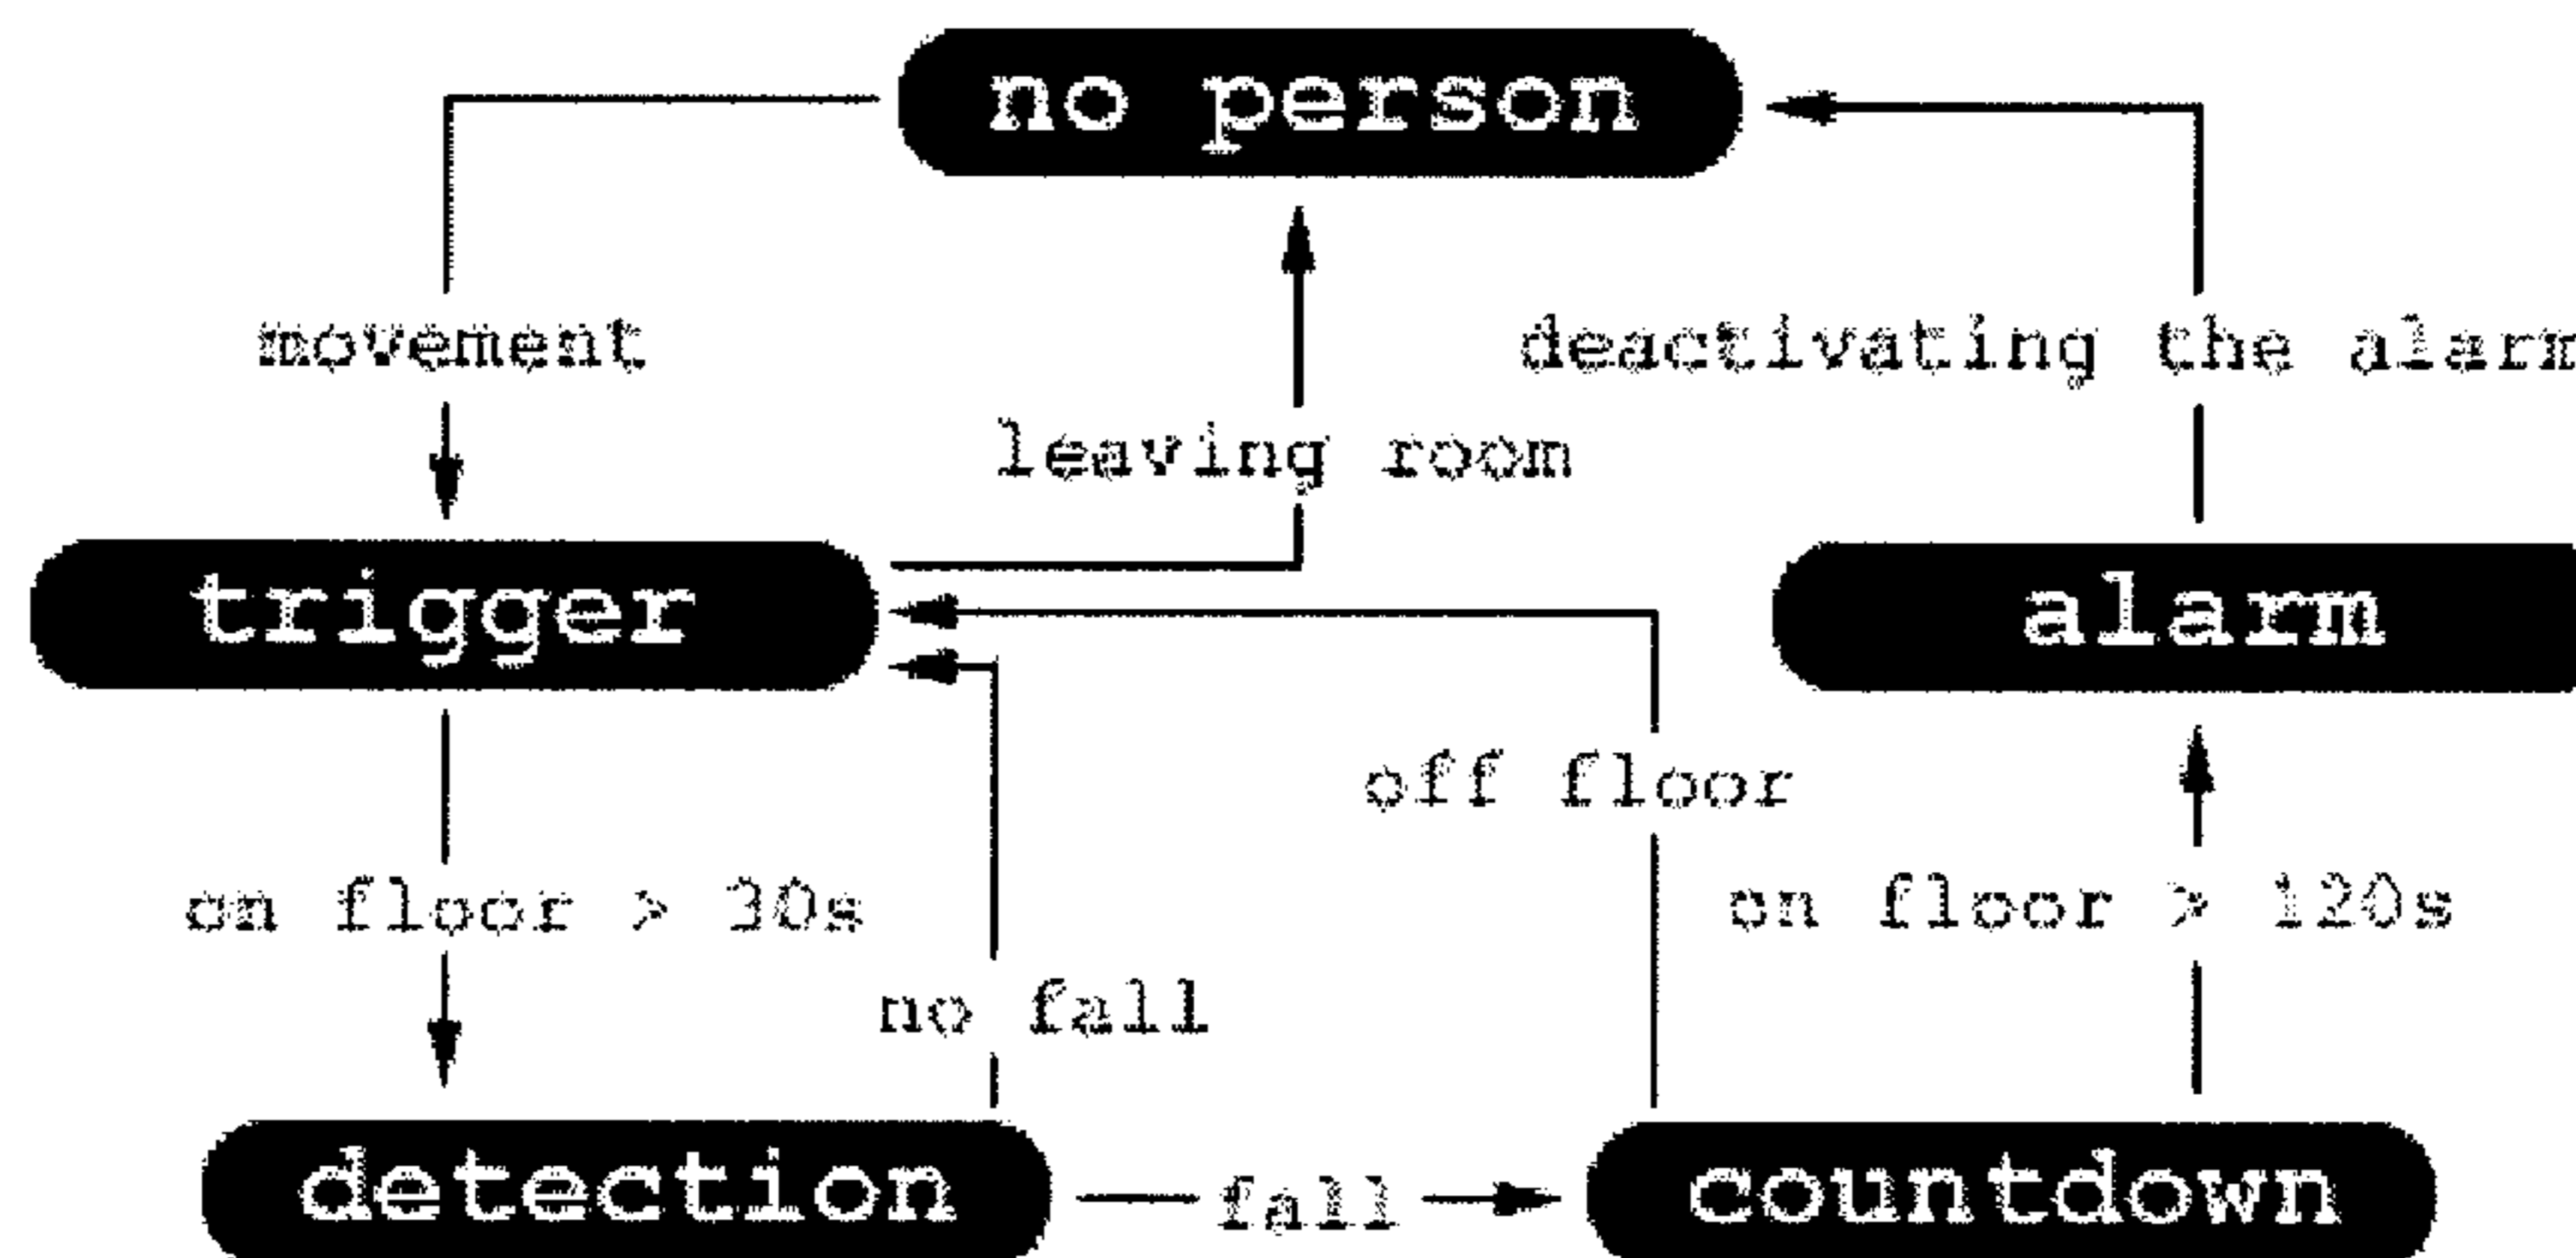 no person
movement
deactivating the alarm
leaving room
trigger
alarm
off floor
on floor > 30s
on floor > 120s
no fall
detection
fall
countdown